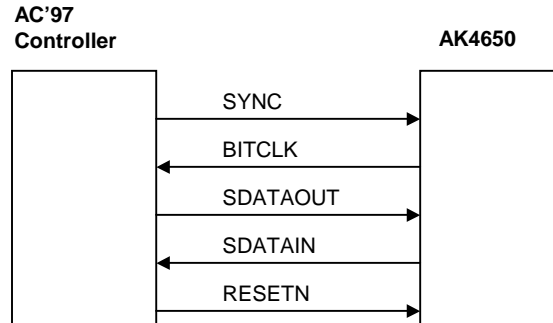 AC'97
Controller
AK4650
SYNC
BITCLK
SDATAOUT
SDATAIN
RESETN